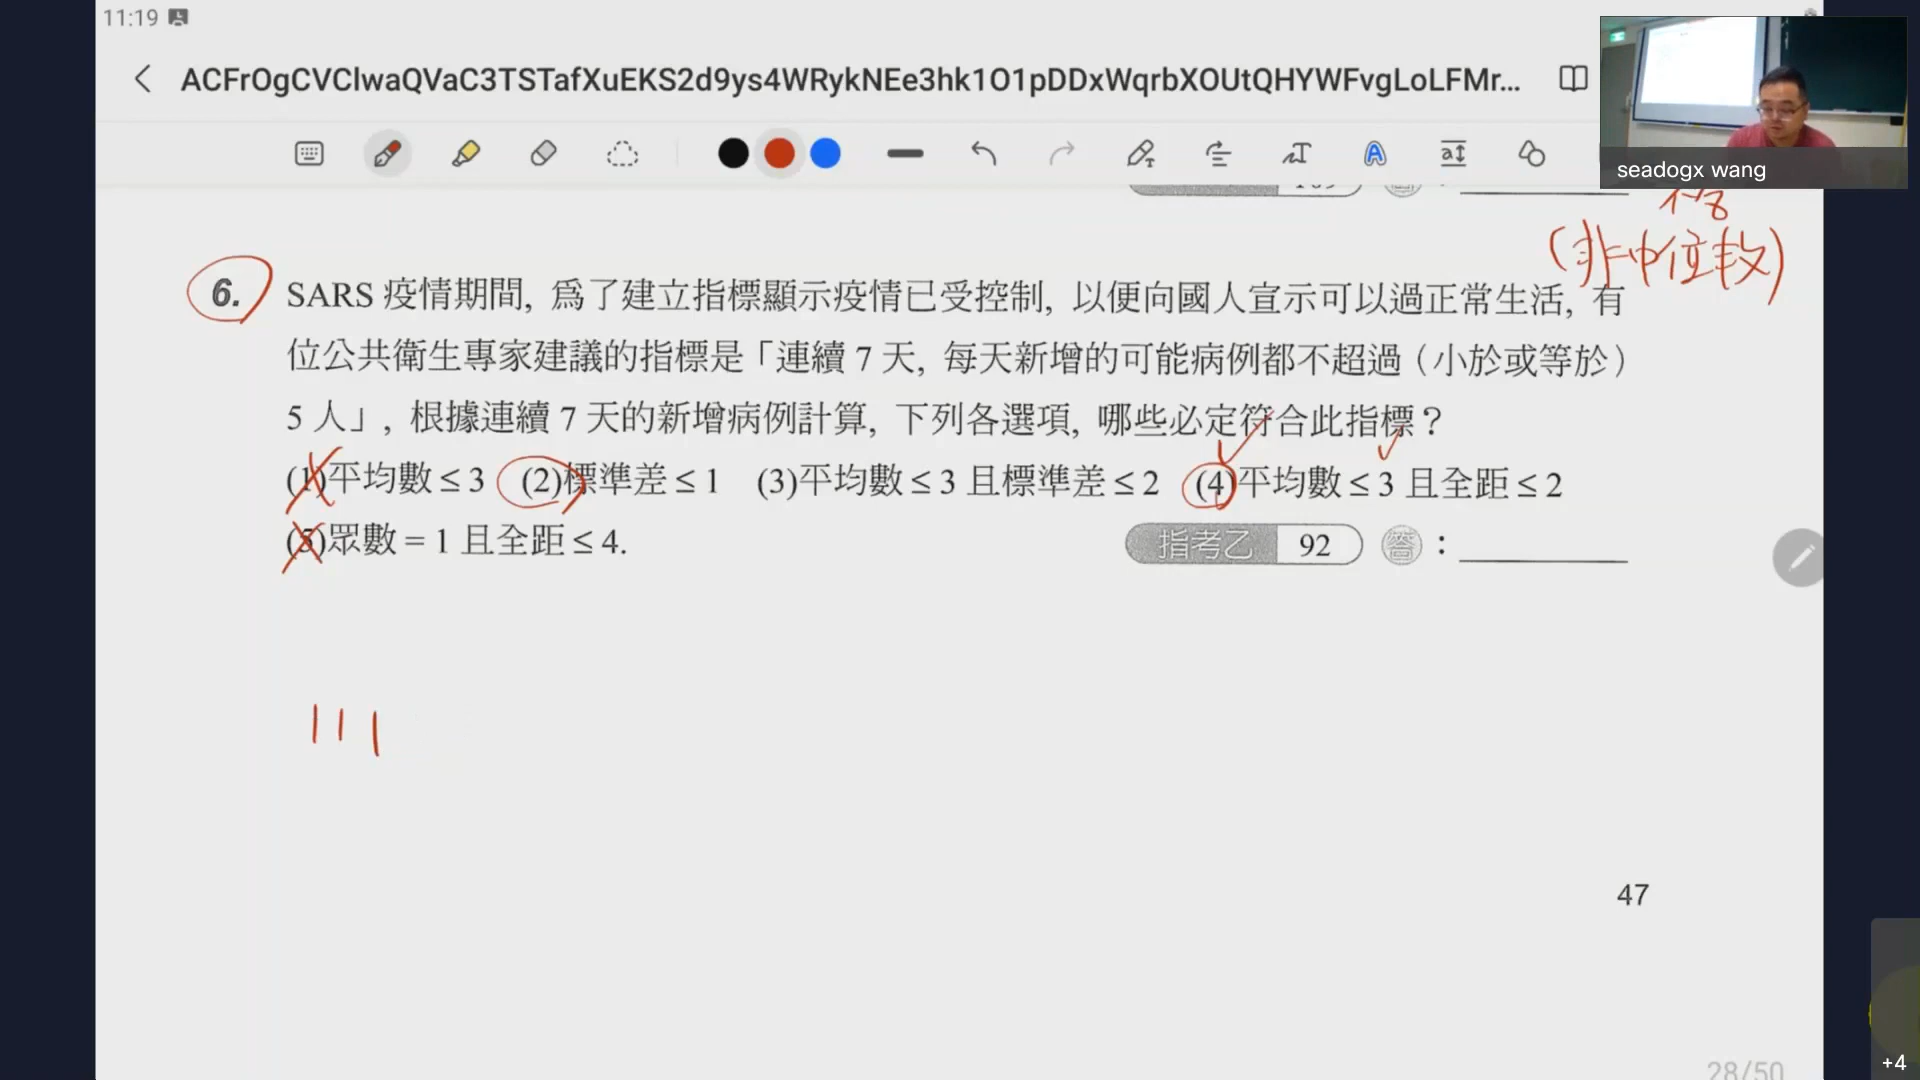 11:19
ACFrOgCVClwaQVaC3TSTafXuEKS2d9ys4WRykNEe3hk1O1pDDxWqrbXOUtQHYWFvgLoLFMr...
seadogx wang
(非中位數)
6. SARS 疫情期間, 爲了建立指標顯示疫情已受控制, 以便向國人宣示可以過正常生活, 有
位公共衛生專家建議的指標是「連續 7 天, 每天新增的可能病例都不超過(小於或等於)
5 人」, 根據連續 7 天的新增病例計算, 下列各選項, 哪些必定符合此指標?
(1)平均數 ≤ 3 (2)標準差 ≤ 1 (3)平均數 ≤ 3 且標準差 ≤ 2 (4)平均數 ≤ 3 且全距 ≤ 2
(5)眾數 = 1 且全距 ≤ 4. 指考乙 92 答:
111
47
28/50
+4